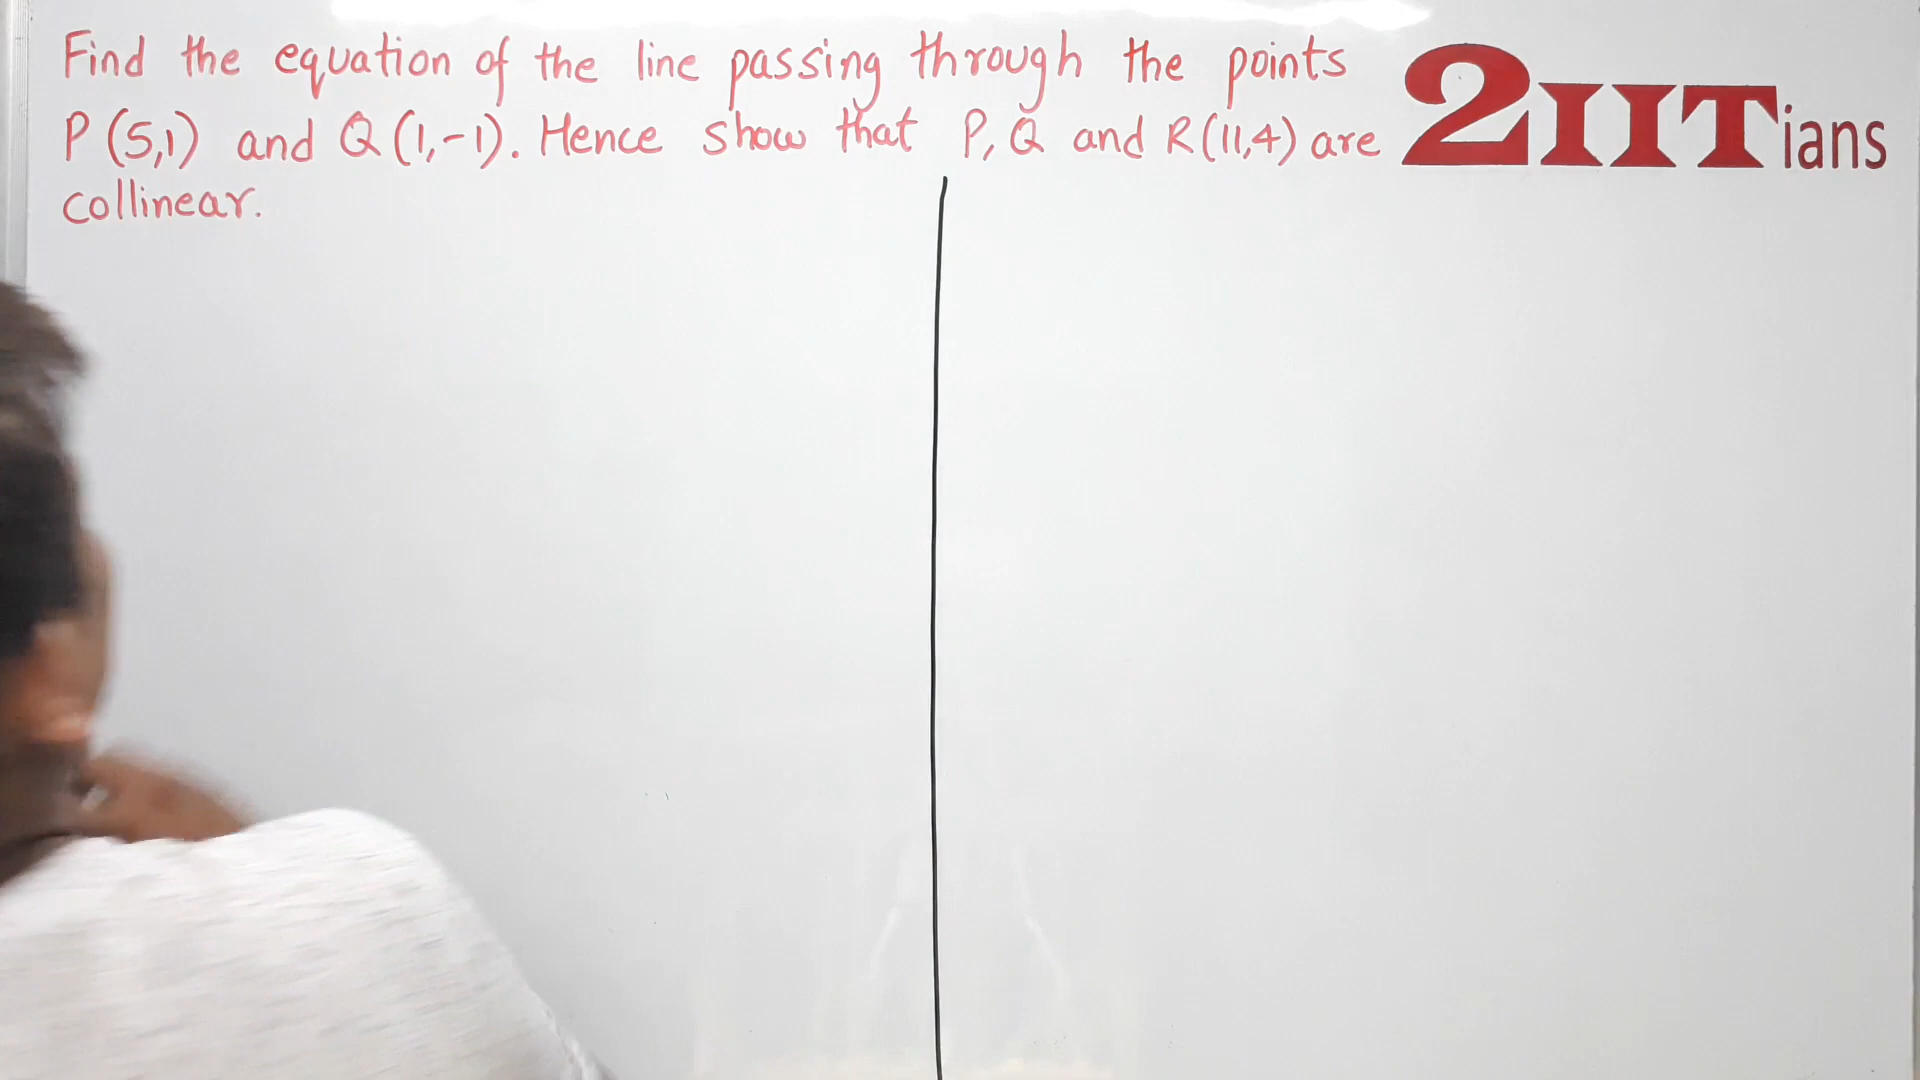 Find the equation of the line passing through the points
P (5,1) and Q (1,-1). Hence show that P, Q and R(11,4) are
collinear.
2IITians